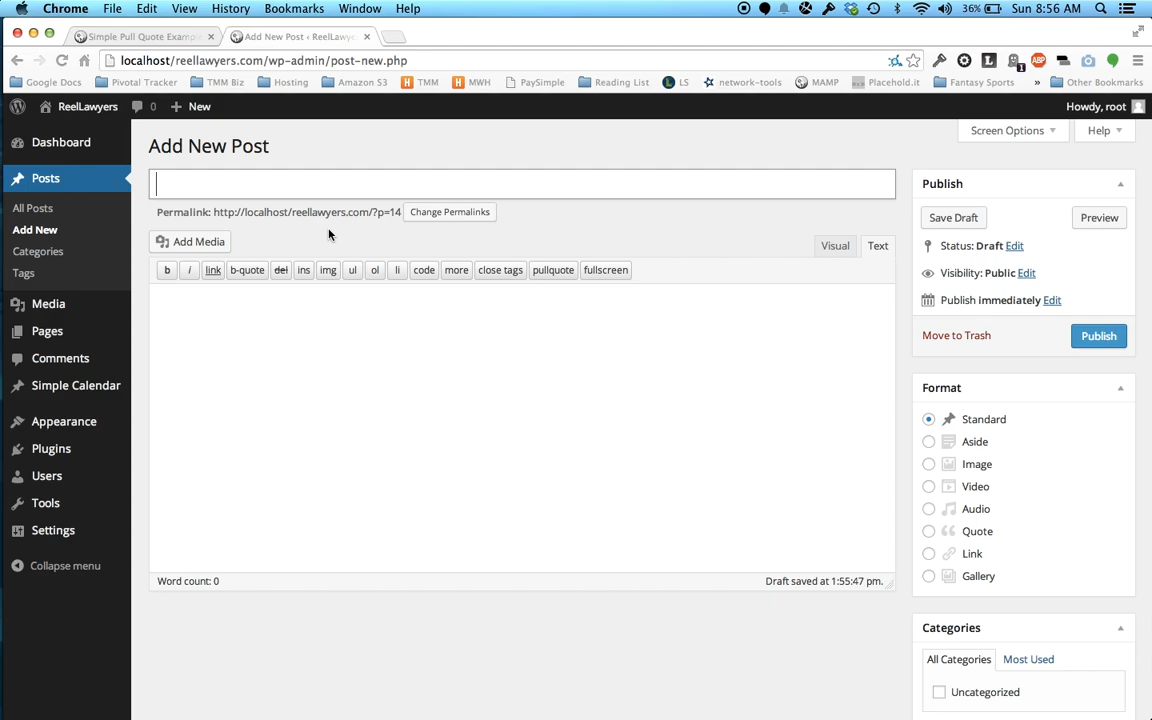 Chrome File Edit View History Bookmarks Window Help 36% Sun 8:56 AM
Simple Pull Quote Example Add New Post ‹ ReelLawye
localhost/reellawyers.com/wp-admin/post-new.php
Google Docs Pivotal Tracker TMM Biz Hosting Amazon S3 TMM MWH PaySimple Reading List LS network-tools MAMP Placehold.it Fantasy Sports » Other Bookmarks
ReelLawyers 0 + New Howdy, root
Screen Options Help
Add New Post
Dashboard
Posts
All Posts
Add New
Categories
Tags
Media
Pages
Comments
Simple Calendar
Appearance
Plugins
Users
Tools
Settings
Collapse menu
Permalink: http://localhost/reellawyers.com/?p=14 Change Permalinks
Add Media Visual Text
b i link b-quote del ins img ul ol li code more close tags pullquote fullscreen
Word count: 0 Draft saved at 1:55:47 pm.
Publish
Save Draft Preview
Status: Draft Edit
Visibility: Public Edit
Publish immediately Edit
Move to Trash Publish
Format
Standard
Aside
Image
Video
Audio
Quote
Link
Gallery
Categories
All Categories Most Used
Uncategorized